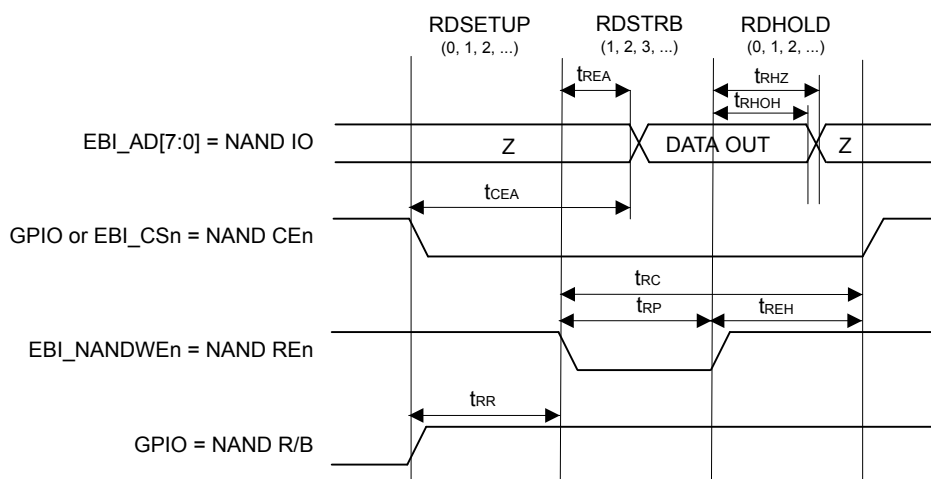 RDSETUP RDSTRB RDHOLD
(0, 1, 2, ...) (1, 2, 3, ...) (0, 1, 2, ...)
tREA tRHZ
tRHOH
EBI_AD[7:0] = NAND IO Z DATA OUT Z
tCEA
GPIO or EBI_CSn = NAND CEn
tRC
tRP tREH
EBI_NANDWEn = NAND REn
tRR
GPIO = NAND R/B